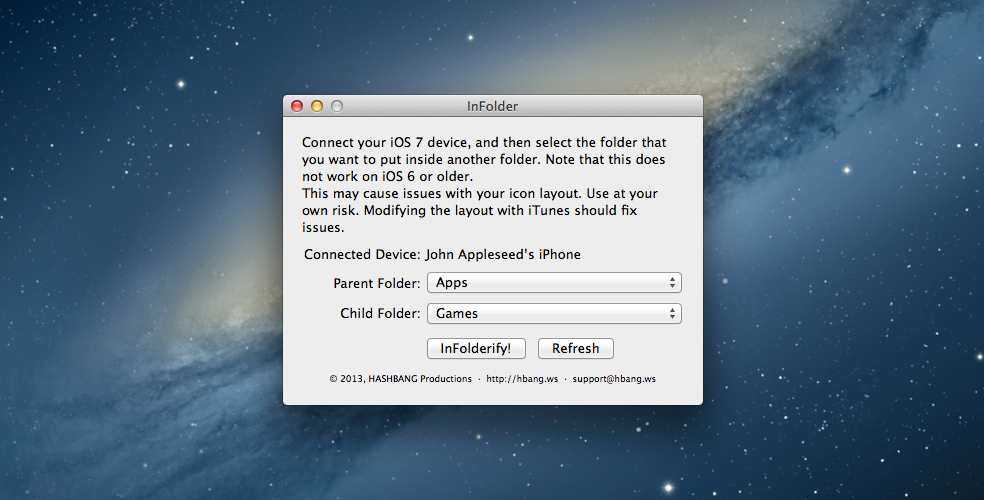 InFolder
Connect your iOS 7 device, and then select the folder that
you want to put inside another folder. Note that this does
not work on iOS 6 or older.
This may cause issues with your icon layout. Use at your
own risk. Modifying the layout with iTunes should fix
issues.
Connected Device: John Appleseed’s iPhone
Parent Folder: Apps
Child Folder: Games
InFolderify! Refresh
© 2013, HASHBANG Productions · http://hbang.ws · support@hbang.ws